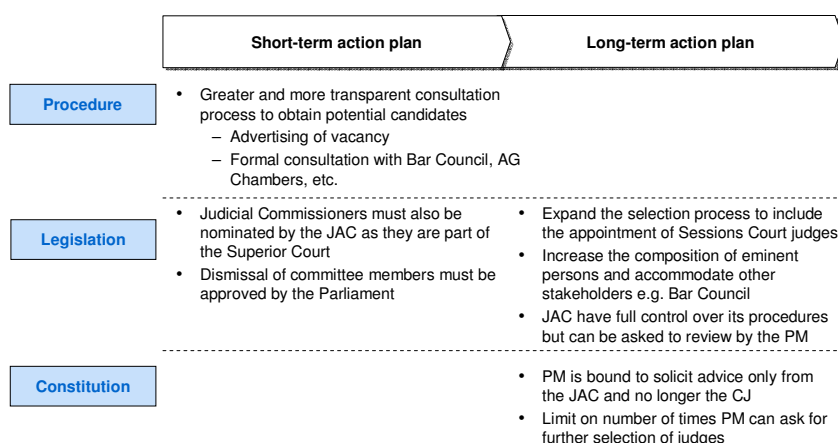 Short-term action plan
Long-term action plan
Procedure
• Greater and more transparent consultation
process to obtain potential candidates
– Advertising of vacancy
– Formal consultation with Bar Council, AG
Chambers, etc.
Legislation
• Judicial Commissioners must also be
nominated by the JAC as they are part of
the Superior Court
• Dismissal of committee members must be
approved by the Parliament
• Expand the selection process to include
the appointment of Sessions Court judges
• Increase the composition of eminent
persons and accommodate other
stakeholders e.g. Bar Council
• JAC have full control over its procedures
but can be asked to review by the PM
Constitution
• PM is bound to solicit advice only from
the JAC and no longer the CJ
• Limit on number of times PM can ask for
further selection of judges